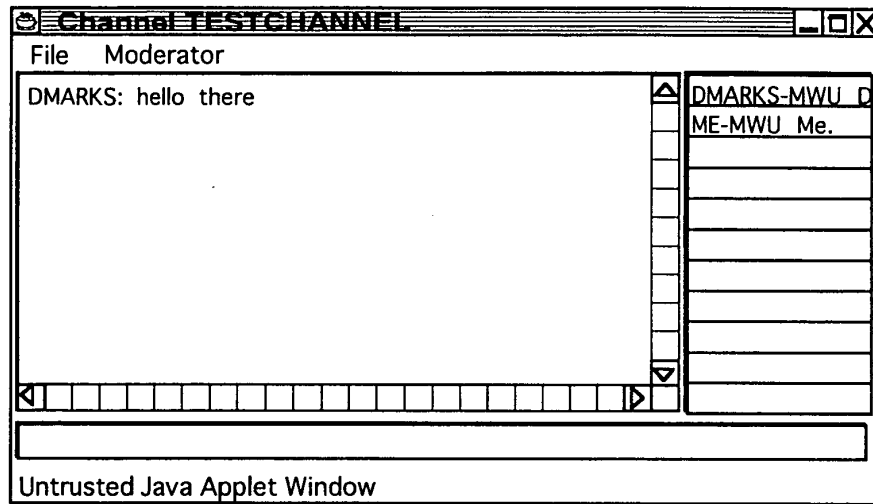 Channel TESTCHANNEL
File Moderator
DMARKS: hello there
DMARKS-MWU D
ME-MWU Me.
Untrusted Java Applet Window